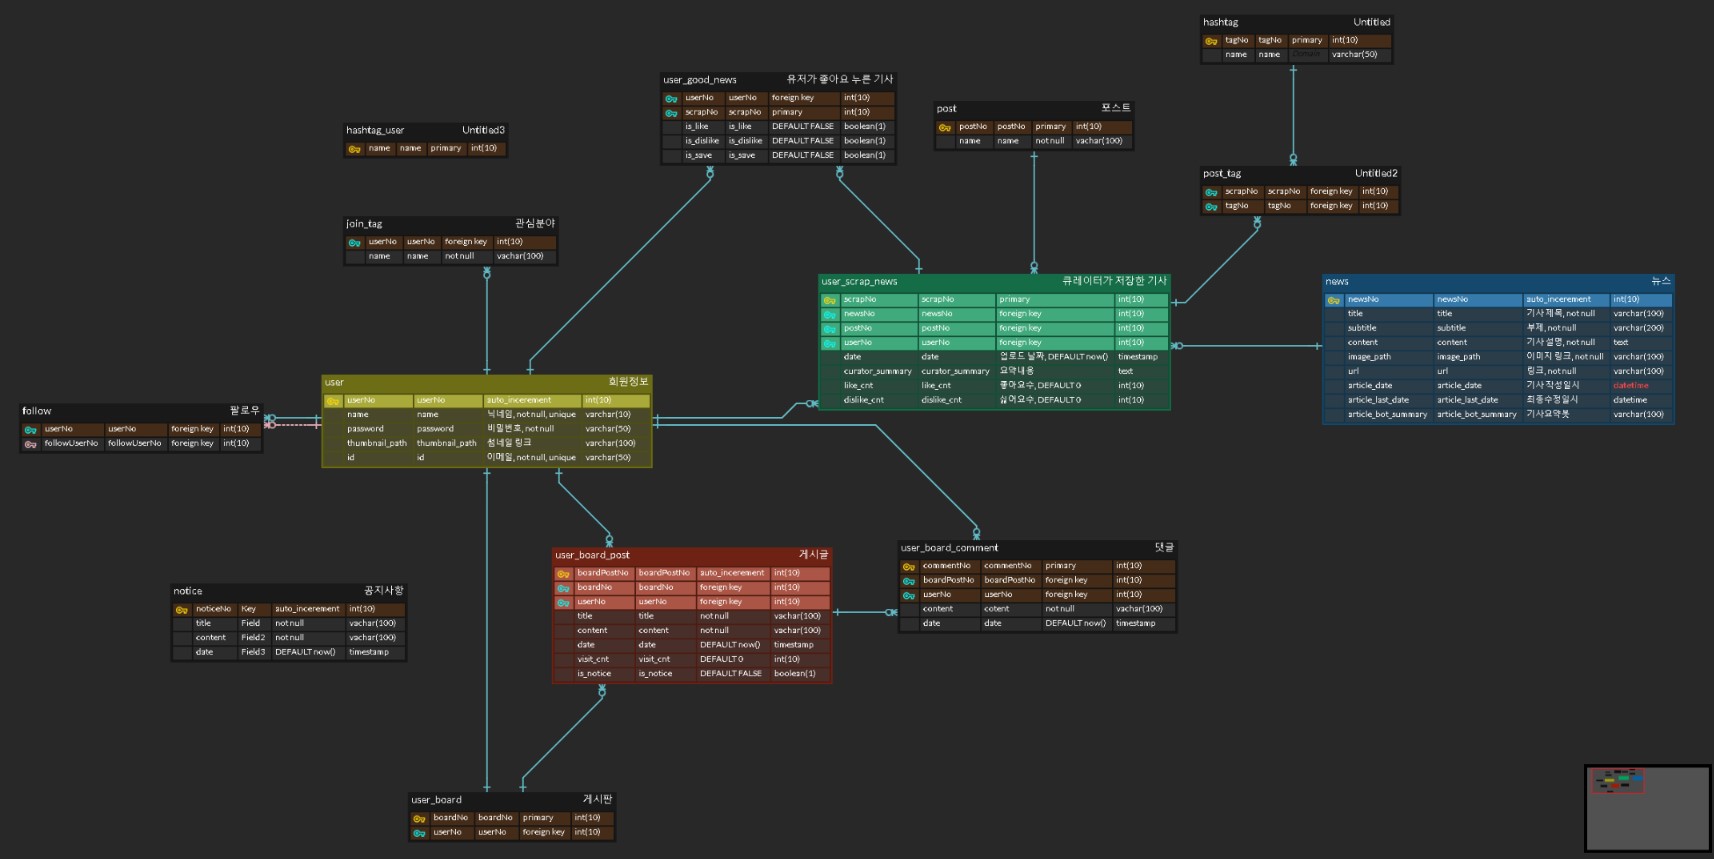 hashtag Untitled
tagNo tagNo primary int(10)
name name varchar(50)
user_good_news 유저가 좋아요 누른 기사
userNo userNo foreign key int(10)
scrapNo scrapNo primary int(10)
is_like is_like DEFAULT FALSE boolean(1)
is_dislike is_dislike DEFAULT FALSE boolean(1)
is_save is_save DEFAULT FALSE boolean(1)
post 포스트
postNo postNo primary int(10)
name name not null vachar(100)
hashtag_user Untitled3
name name primary int(10)
post_tag Untitled2
scrapNo scrapNo foreign key int(10)
tagNo tagNo foreign key int(10)
join_tag 관심분야
userNo userNo foreign key int(10)
name name not null vachar(100)
user_scrap_news 큐레이터가 저장한 기사
scrapNo scrapNo primary int(10)
newsNo newsNo foreign key int(10)
postNo postNo foreign key int(10)
userNo userNo foreign key int(10)
date date 업로드 날짜, DEFAULT now() timestamp
curator_summary curator_summary 요약내용 text
like_cnt like_cnt 좋아요수, DEFAULT 0 int(10)
dislike_cnt dislike_cnt 싫어요수, DEFAULT 0 int(10)
news 뉴스
newsNo newsNo auto_incerement int(10)
title title 기사 제목, not null varchar(100)
subtitle subtitle 부제, not null varchar(200)
content content 기사 설명, not null text
image_path image_path 이미지 링크, not null varchar(100)
url url 링크, not null varchar(100)
article_date article_date 기사 작성일시 datetime
article_last_date article_last_date 최종수정일시 datetime
article_bot_summary article_bot_summary 기사요약봇 varchar(100)
user 회원정보
userNo userNo auto_incerement int(10)
name name 닉네임, not null, unique varchar(10)
password password 비밀번호, not null varchar(50)
thumbnail_path thumbnail_path 썸네일 링크 varchar(100)
id id 이메일, not null, unique varchar(50)
follow 팔로우
userNo userNo foreign key int(10)
followUserNo followUserNo foreign key int(10)
user_board_post 게시글
boardPostNo boardPostNo auto_incerement int(10)
boardNo boardNo foreign key int(10)
userNo userNo foreign key int(10)
title title not null vachar(100)
content content not null vachar(100)
date date DEFAULT now() timestamp
visit_cnt visit_cnt DEFAULT 0 int(10)
is_notice is_notice DEFAULT FALSE boolean(1)
user_board_comment 댓글
commentNo commentNo primary int(10)
boardPostNo boardPostNo foreign key int(10)
userNo userNo foreign key int(10)
content cotent not null vachar(100)
date date DEFAULT now() timestamp
notice 공지사항
noticeNo Key auto_incerement int(10)
title Field not null vachar(100)
content Field2 not null vachar(100)
date Field3 DEFAULT now() timestamp
user_board 게시판
boardNo boardNo primary int(10)
userNo userNo foreign key int(10)